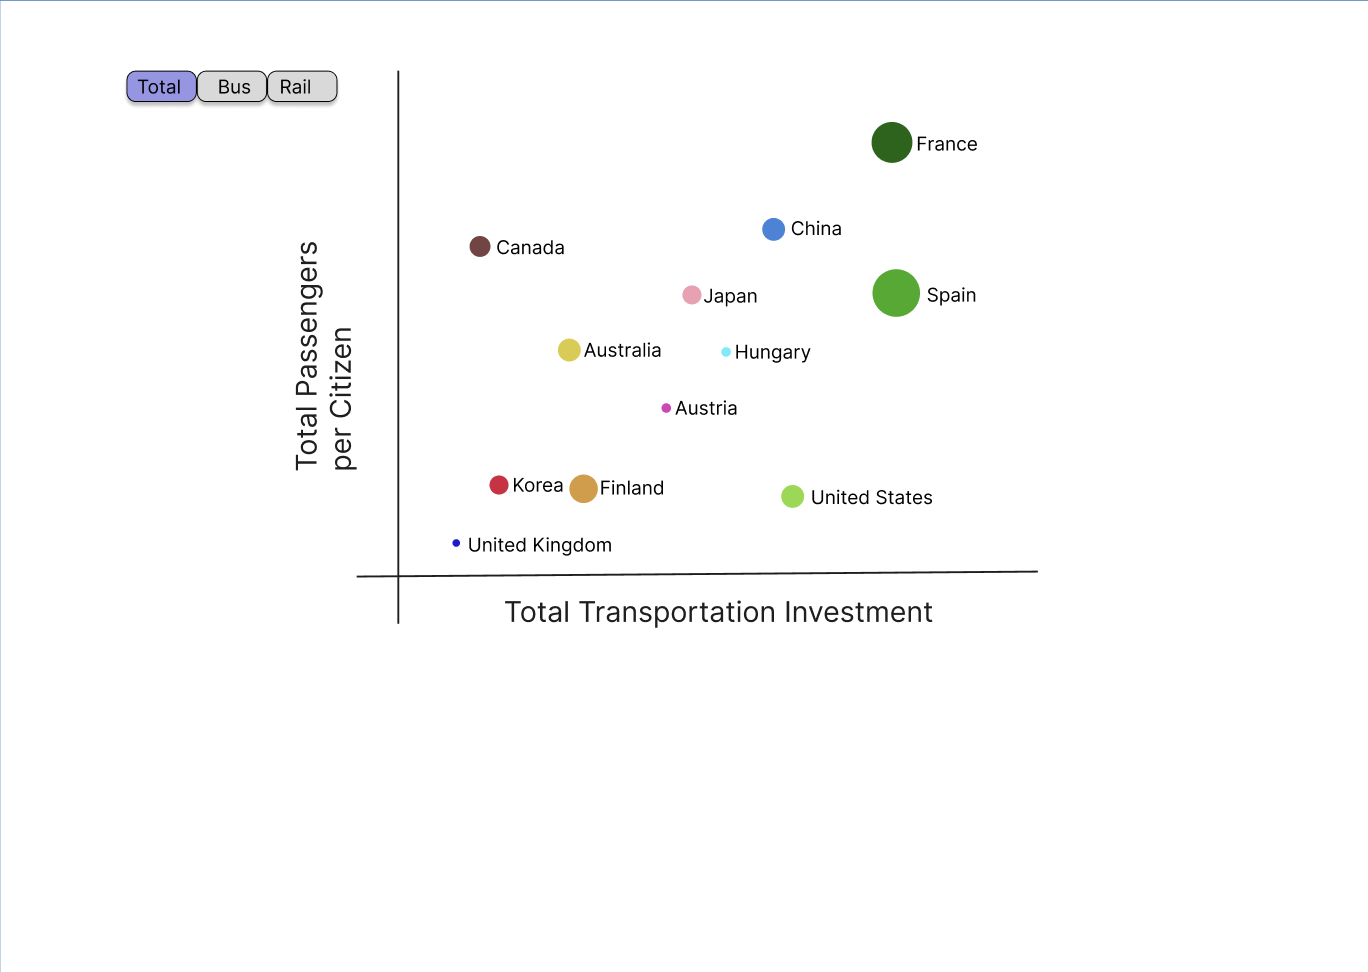 Total Bus Rail
France
China
Canada
Japan
Spain
Australia
Hungary
Austria
Korea
Finland
United States
United Kingdom
Total Passengers
per Citizen
Total Transportation Investment